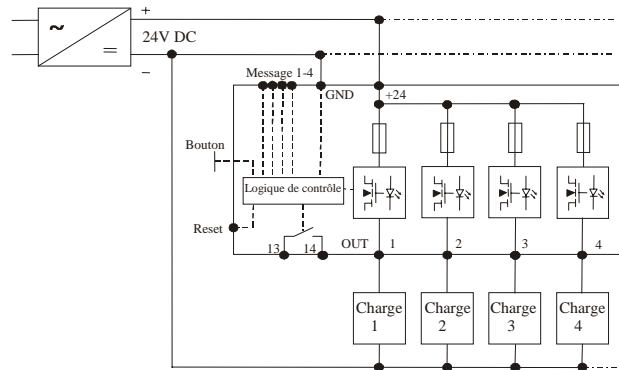 +
~
=
24V DC
−
Message 1-4
GND
+24
Bouton
Logique de contrôle
Reset
13
14
OUT
1
2
3
4
Charge
1
Charge
2
Charge
3
Charge
4